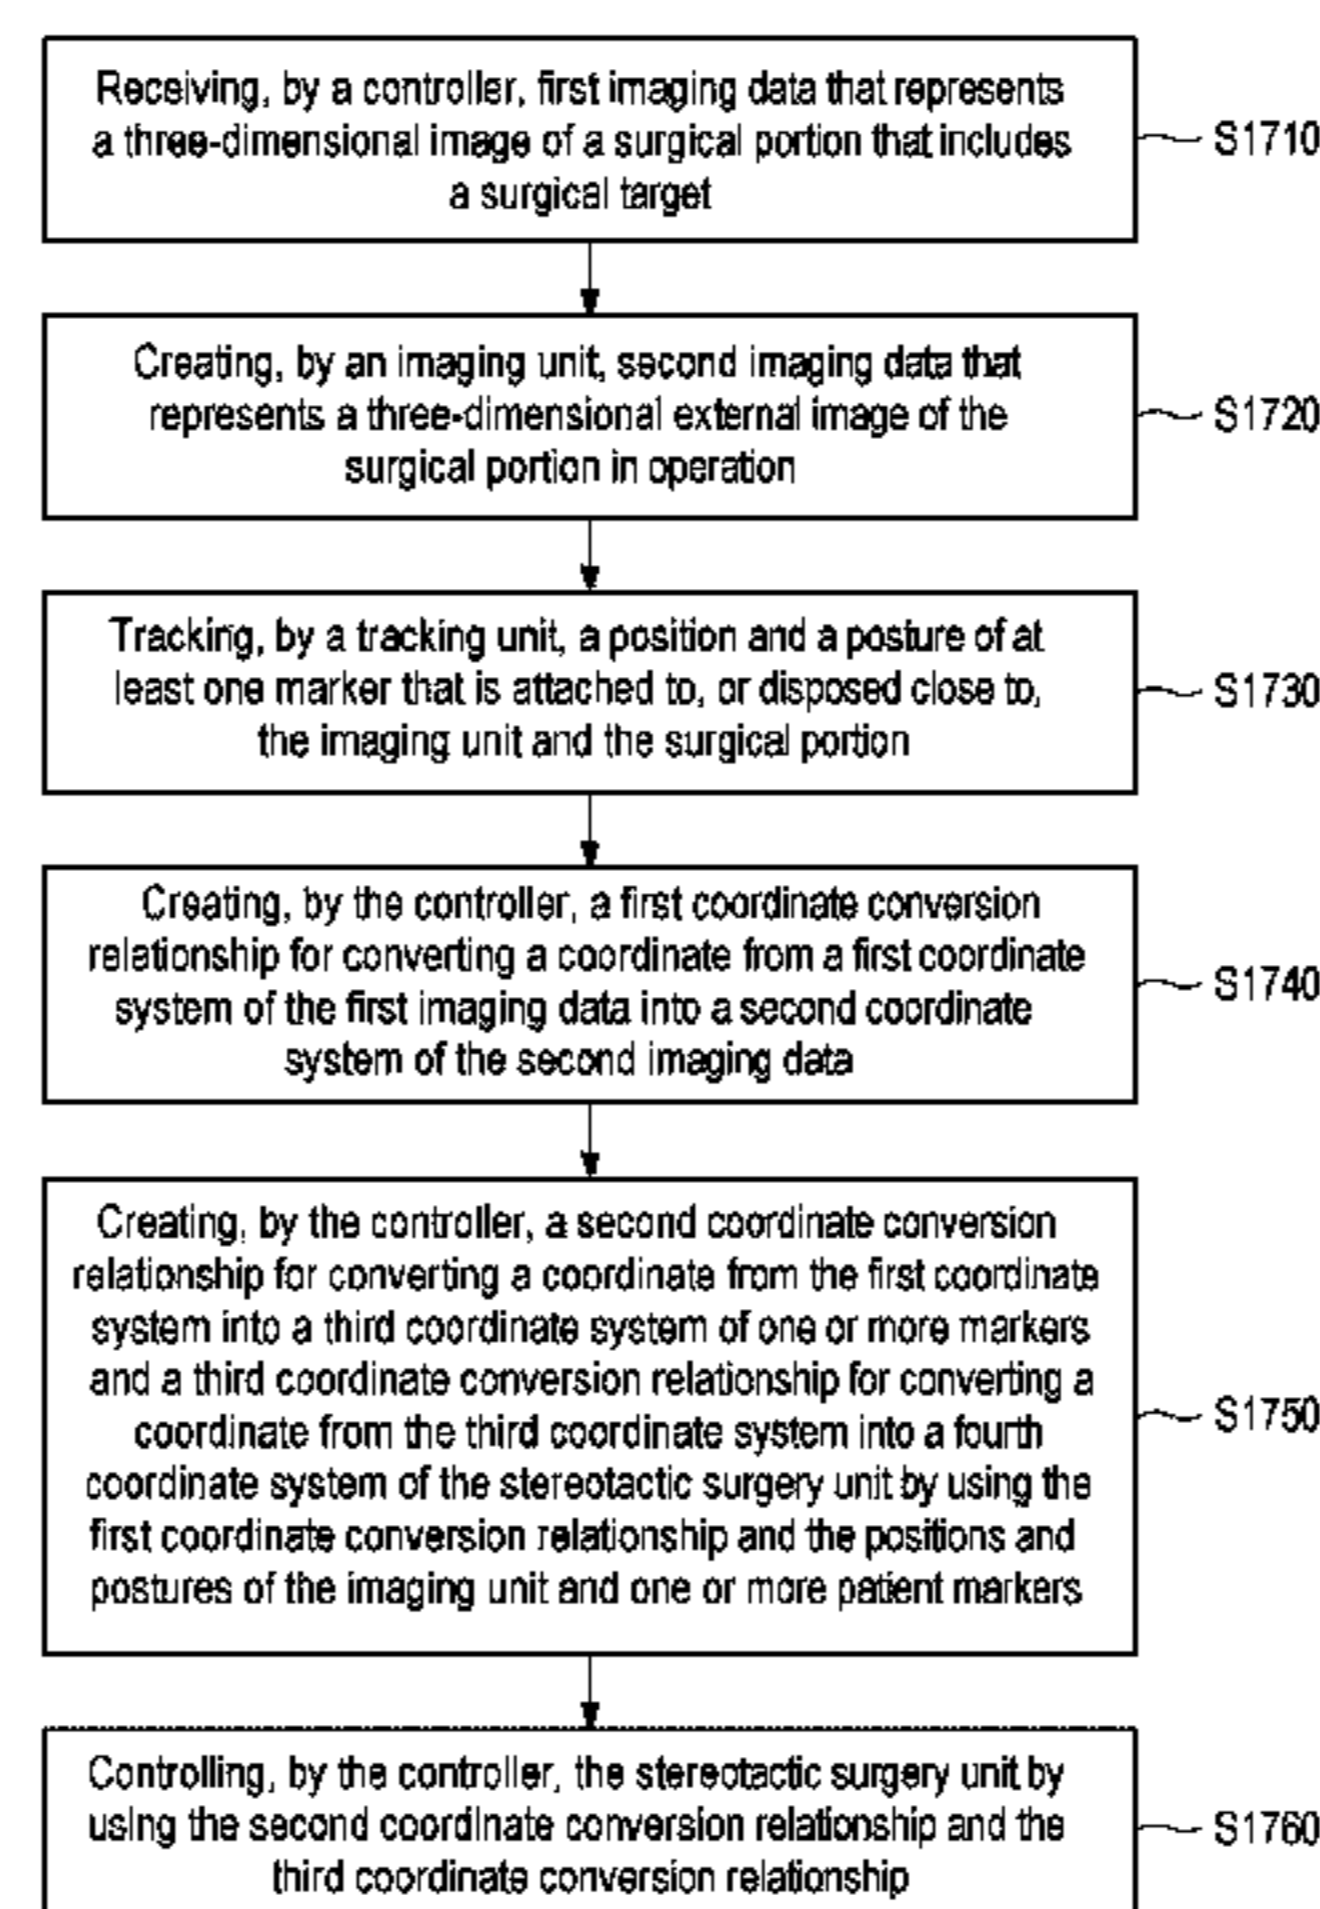 Receiving, by a controller, first imaging data that represents
a three-dimensional image of a surgical portion that includes
a surgical target
S1710
Creating, by an imaging unit, second imaging data that
represents a three-dimensional external image of the
surgical portion in operation
S1720
Tracking, by a tracking unit, a position and a posture of at
least one marker that is attached to, or disposed close to,
the imaging unit and the surgical portion
S1730
Creating, by the controller, a first coordinate conversion
relationship for converting a coordinate from a first coordinate
system of the first imaging data into a second coordinate
system of the second imaging data
S1740
Creating, by the controller, a second coordinate conversion
relationship for converting a coordinate from the first coordinate
system into a third coordinate system of one or more markers
and a third coordinate conversion relationship for converting a
coordinate from the third coordinate system into a fourth
coordinate system of the stereotactic surgery unit by using the
first coordinate conversion relationship and the positions and
postures of the imaging unit and one or more patient markers
S1750
Controlling, by the controller, the stereotactic surgery unit by
using the second coordinate conversion relationship and the
third coordinate conversion relationship
S1760